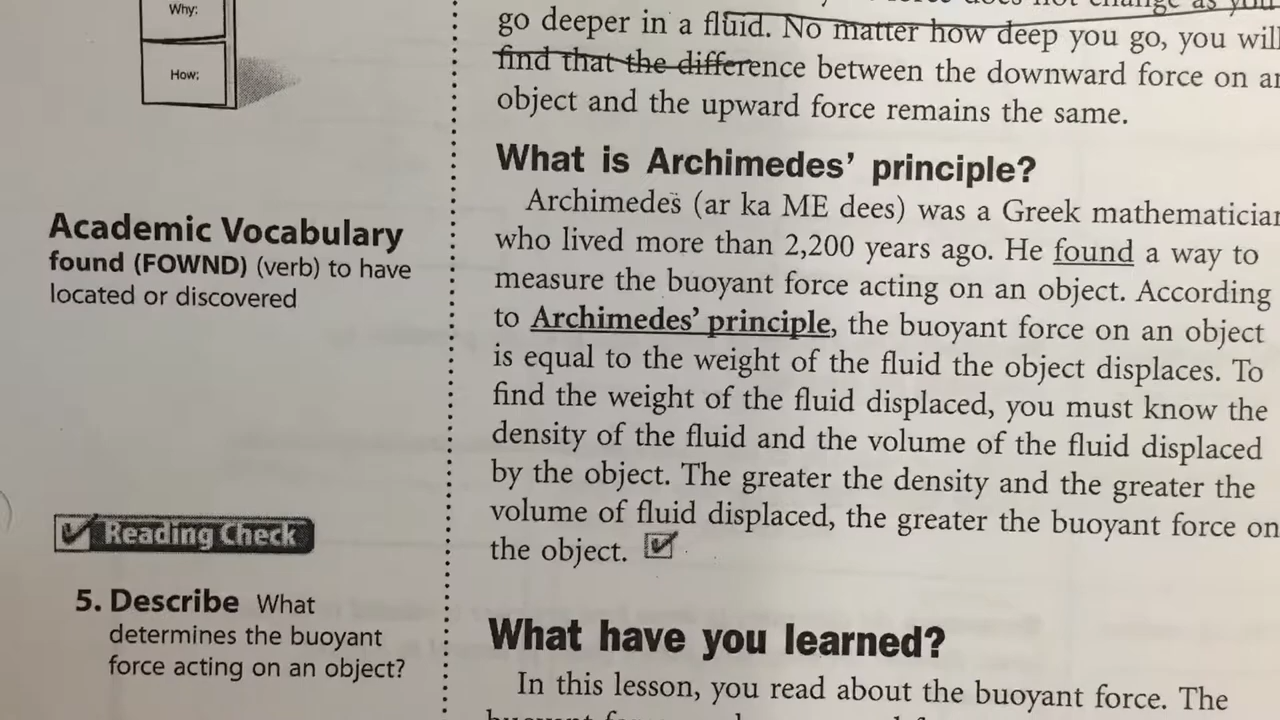 Why:
How:
Academic Vocabulary
found (FOWND) (verb) to have
located or discovered
Reading Check
5. Describe What
determines the buoyant
force acting on an object?
change as you
go deeper in a fluid. No matter how deep you go, you will
find that the difference between the downward force on an
object and the upward force remains the same.
What is Archimedes' principle?
Archimedes (ar ka ME dees) was a Greek mathematician
who lived more than 2,200 years ago. He found a way to
measure the buoyant force acting on an object. According
to Archimedes' principle, the buoyant force on an object
is equal to the weight of the fluid the object displaces. To
find the weight of the fluid displaced, you must know the
density of the fluid and the volume of the fluid displaced
by the object. The greater the density and the greater the
volume of fluid displaced, the greater the buoyant force on
the object.
What have you learned?
In this lesson, you read about the buoyant force. The